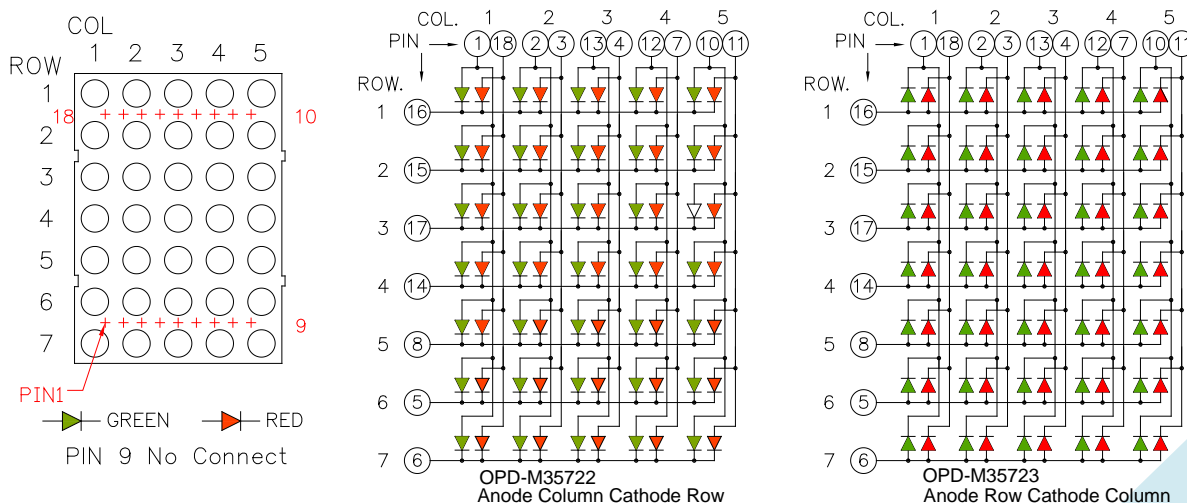 COL
1 2 3 4 5
ROW
1
18 10
2
3
4
5
6
9
7
PIN1
GREEN RED
PIN 9 No Connect
COL. 1 2 3 4 5
PIN 1 18 2 3 13 4 12 7 10 11
ROW.
1 16
2 15
3 17
4 14
5 8
6 5
7 6
OPD-M35722
Anode Column Cathode Row
COL. 1 2 3 4 5
PIN 1 18 2 3 13 4 12 7 10 11
ROW.
1 16
2 15
3 17
4 14
5 8
6 5
7 6
OPD-M35723
Anode Row Cathode Column